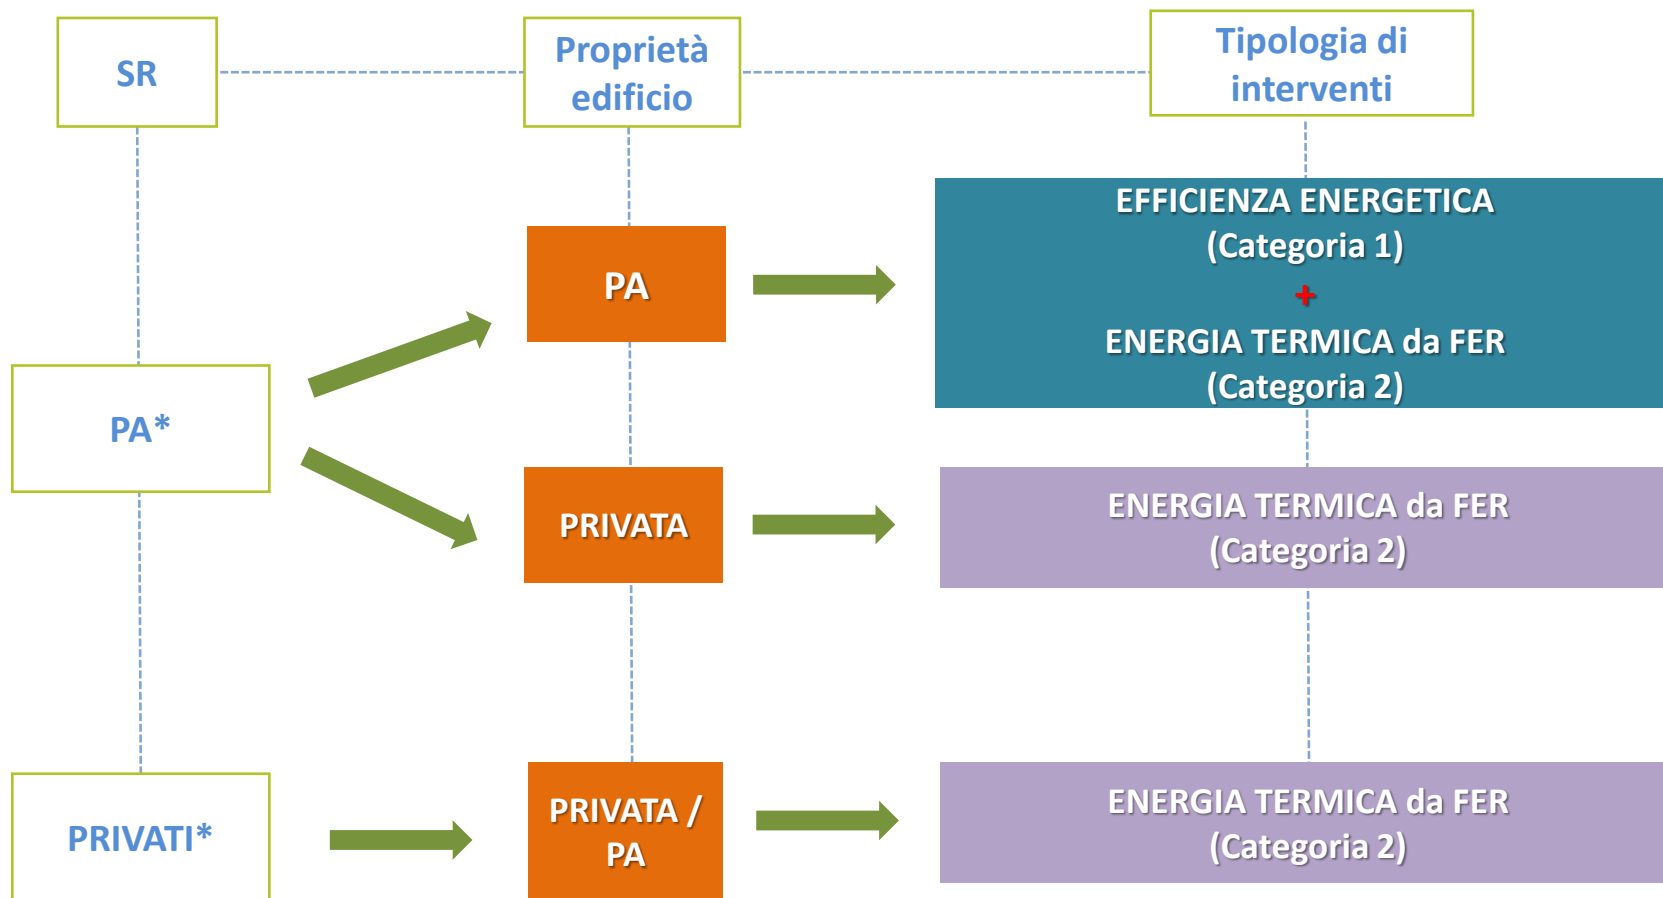 SR
Proprietà
edificio
Tipologia di
interventi
PA*
PA
EFFICIENZA ENERGETICA
(Categoria 1)
+
ENERGIA TERMICA da FER
(Categoria 2)
PRIVATA
ENERGIA TERMICA da FER
(Categoria 2)
PRIVATI*
PRIVATA /
PA
ENERGIA TERMICA da FER
(Categoria 2)